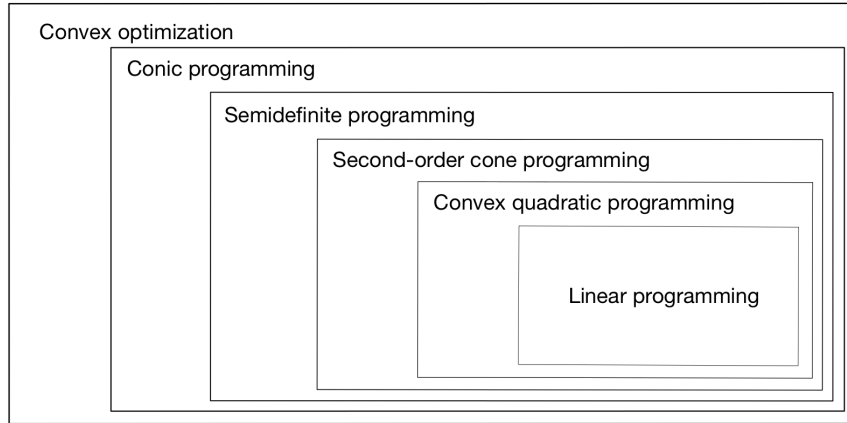 Convex optimization
Conic programming
Semidefinite programming
Second-order cone programming
Convex quadratic programming
Linear programming